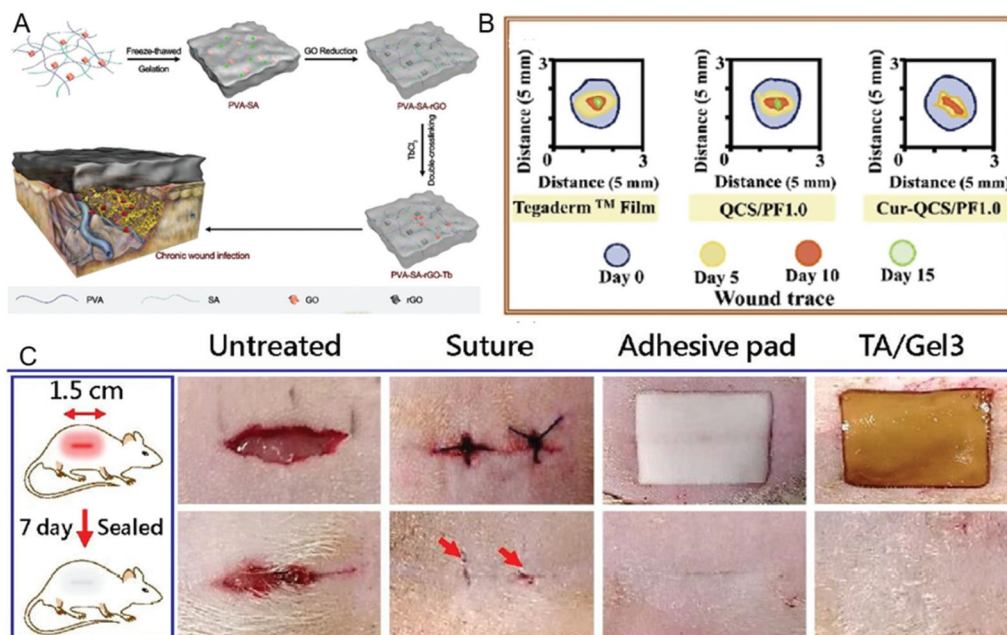 A
Freeze-thawed
Gelation
PVA-SA
GO Reduction
PVA-SA-rGO
TbCl3
Double-crosslinking
PVA-SA-rGO-Tb
Chronic wound infection
PVA
SA
GO
rGO
B
Distance (5 mm)
3
0
3
Distance (5 mm)
Tegaderm TM Film
Distance (5 mm)
3
0
3
Distance (5 mm)
QCS/PF1.0
Distance (5 mm)
3
0
3
Distance (5 mm)
Cur-QCS/PF1.0
Day 0
Day 5
Day 10
Day 15
Wound trace
C
Untreated
Suture
Adhesive pad
TA/Gel3
1.5 cm
7 day
Sealed